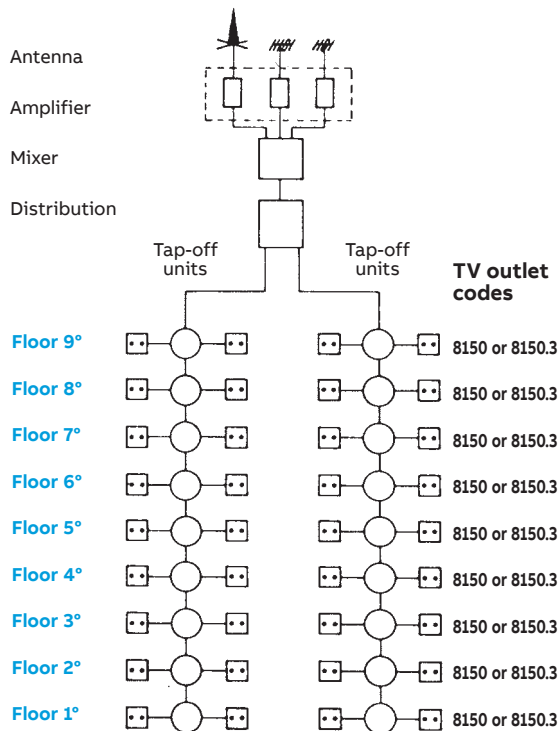 Antenna
Amplifier
Mixer
Distribution
Tap-off
units
Tap-off
units
TV outlet
codes
Floor 9°
8150 or 8150.3
Floor 8°
8150 or 8150.3
Floor 7°
8150 or 8150.3
Floor 6°
8150 or 8150.3
Floor 5°
8150 or 8150.3
Floor 4°
8150 or 8150.3
Floor 3°
8150 or 8150.3
Floor 2°
8150 or 8150.3
Floor 1°
8150 or 8150.3